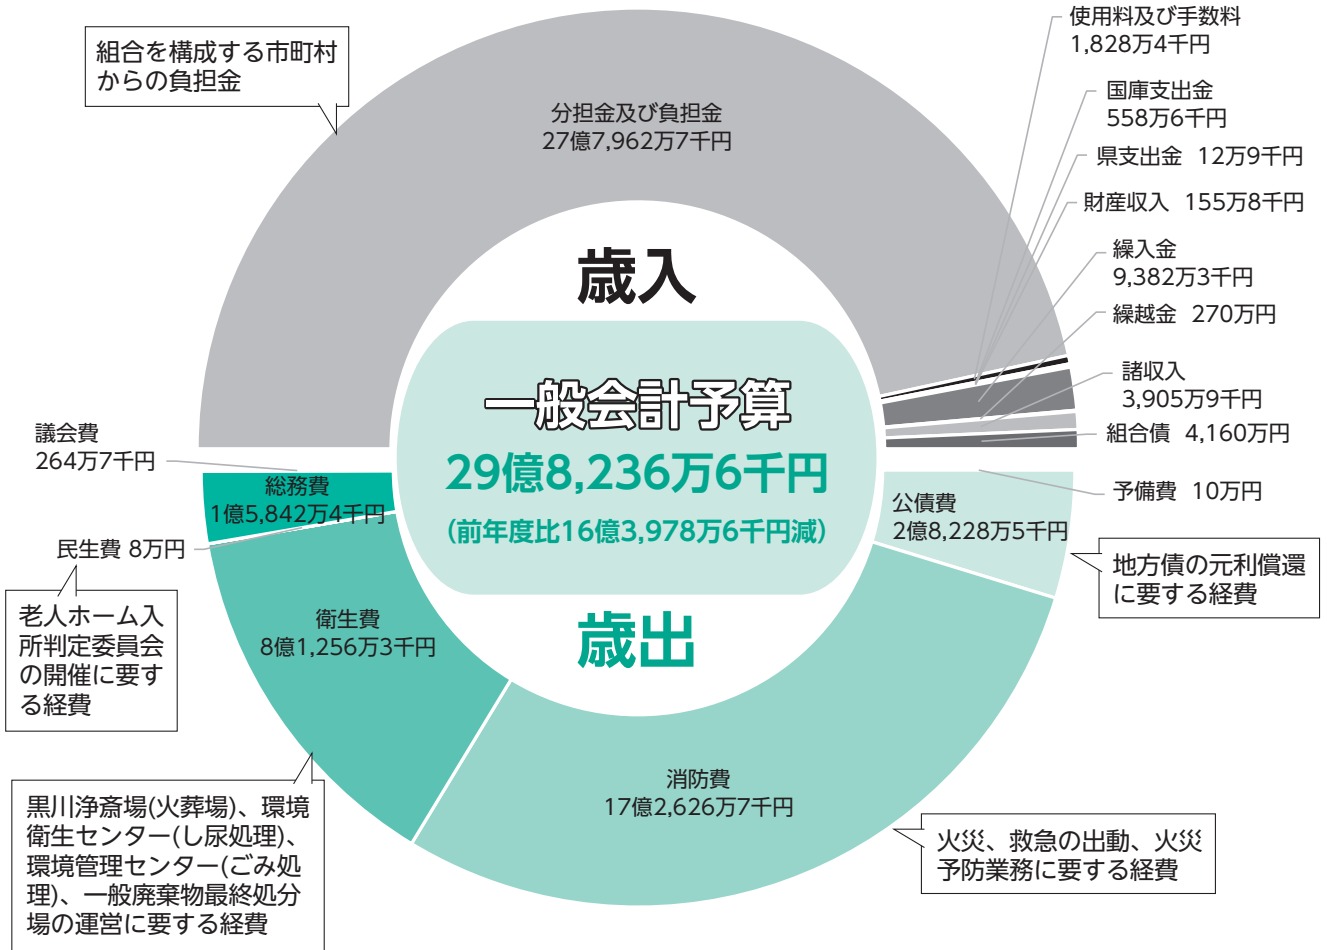 組合を構成する市町村
からの負担金
分担金及び負担金
27億7,962万7千円
使用料及び手数料
1,828万4千円
国庫支出金
558万6千円
県支出金 12万9千円
財産収入 155万8千円
繰入金
9,382万3千円
繰越金 270万円
諸収入
3,905万9千円
組合債 4,160万円
歳入
一般会計予算
29億8,236万6千円
(前年度比16億3,978万6千円減)
歳出
議会費
264万7千円
総務費
1億5,842万4千円
民生費 8万円
老人ホーム入
所判定委員会
の開催に要す
る経費
衛生費
8億1,256万3千円
黒川浄斎場(火葬場)、環境
衛生センター(し尿処理)、
環境管理センター(ごみ処
理)、一般廃棄物最終処分
場の運営に要する経費
消防費
17億2,626万7千円
火災、救急の出動、火災
予防業務に要する経費
公債費
2億8,228万5千円
地方債の元利償還
に要する経費
予備費 10万円